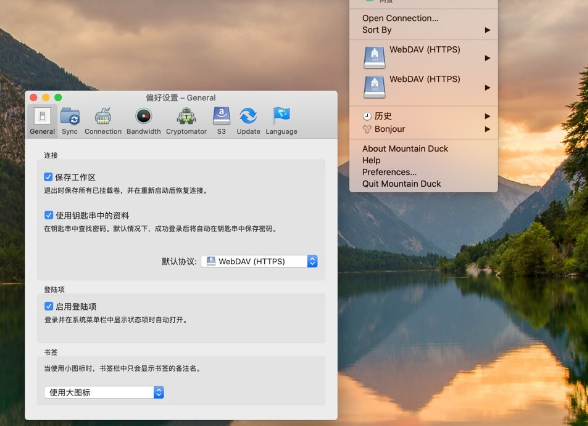 Open Connection...
Sort By
WebDAV (HTTPS)
WebDAV (HTTPS)
历史
Bonjour
About Mountain Duck
Help
Preferences...
Quit Mountain Duck
偏好设置 – General
General Sync Connection Bandwidth Cryptomator S3 Update Language
连接
保存工作区
退出时保存所有已挂载卷，并在重新启动后恢复连接。
使用钥匙串中的资料
在钥匙串中查找密码。默认情况下，成功登录后将自动在钥匙串中保存密码。
默认协议: WebDAV (HTTPS)
登陆项
启用登陆项
登录并在系统菜单栏中显示状态项时自动打开。
书签
当使用小图标时，书签栏中只会显示书签的备注名。
使用大图标